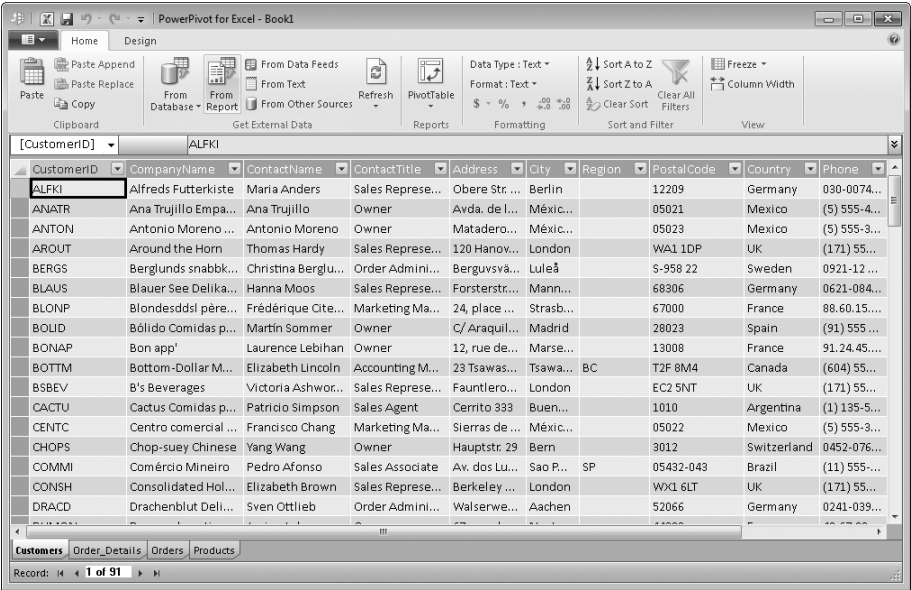 PowerPivot for Excel - Book1
Home Design
Paste Append
Paste Replace
Copy
Paste
Clipboard
From Database
From Report
From Data Feeds
From Text
From Other Sources
Get External Data
Refresh
PivotTable
Reports
Data Type : Text
Format : Text
$ % , .00 .0
Formatting
Sort A to Z
Sort Z to A
Clear Sort
Clear All Filters
Sort and Filter
Freeze
Column Width
View
[CustomerID] ALFKI
CustomerID CompanyName ContactName ContactTitle Address City Region PostalCode Country Phone
ALFKI Alfreds Futterkiste Maria Anders Sales Represe... Obere Str. ... Berlin 12209 Germany 030-0074...
ANATR Ana Trujillo Empa... Ana Trujillo Owner Avda. de l... Méxic... 05021 Mexico (5) 555-4...
ANTON Antonio Moreno ... Antonio Moreno Owner Matadero... Méxic... 05023 Mexico (5) 555-3...
AROUT Around the Horn Thomas Hardy Sales Represe... 120 Hanov... London WA1 1DP UK (171) 55...
BERGS Berglunds snabbk... Christina Berglu... Order Admini... Berguvsvä... Luleå S-958 22 Sweden 0921-12 ...
BLAUS Blauer See Delika... Hanna Moos Sales Represe... Forsterstr.... Mann... 68306 Germany 0621-084...
BLONP Blondesddsl père... Frédérique Cite... Marketing Ma... 24, place ... Strasb... 67000 France 88.60.15....
BOLID Bólido Comidas p... Martín Sommer Owner C/ Araquil... Madrid 28023 Spain (91) 555 ...
BONAP Bon app' Laurence Lebihan Owner 12, rue de... Marse... 13008 France 91.24.45....
BOTTM Bottom-Dollar M... Elizabeth Lincoln Accounting M... 23 Tsawas... Tsawa... BC T2F 8M4 Canada (604) 55...
BSBEV B's Beverages Victoria Ashwor... Sales Represe... Fauntlero... London EC2 5NT UK (171) 55...
CACTU Cactus Comidas p... Patricio Simpson Sales Agent Cerrito 333 Buen... 1010 Argentina (1) 135-5...
CENTC Centro comercial ... Francisco Chang Marketing Ma... Sierras de ... Méxic... 05022 Mexico (5) 555-3...
CHOPS Chop-suey Chinese Yang Wang Owner Hauptstr. 29 Bern 3012 Switzerland 0452-076...
COMMI Comércio Mineiro Pedro Afonso Sales Associate Av. dos Lu... Sao P... SP 05432-043 Brazil (11) 555-...
CONSH Consolidated Hol... Elizabeth Brown Sales Represe... Berkeley ... London WX1 6LT UK (171) 55...
DRACD Drachenblut Deli... Sven Ottlieb Order Admini... Walserwe... Aachen 52066 Germany 0241-039...
Customers Order_Details Orders Products
Record: 1 of 91